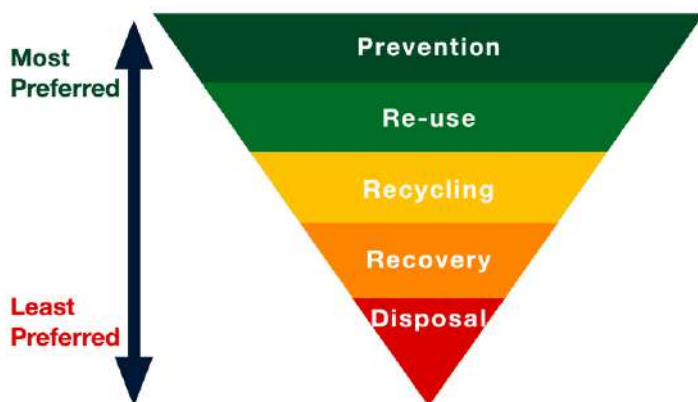 Most
Preferred
Prevention
Re-use
Recycling
Recovery
Least
Preferred
Disposal